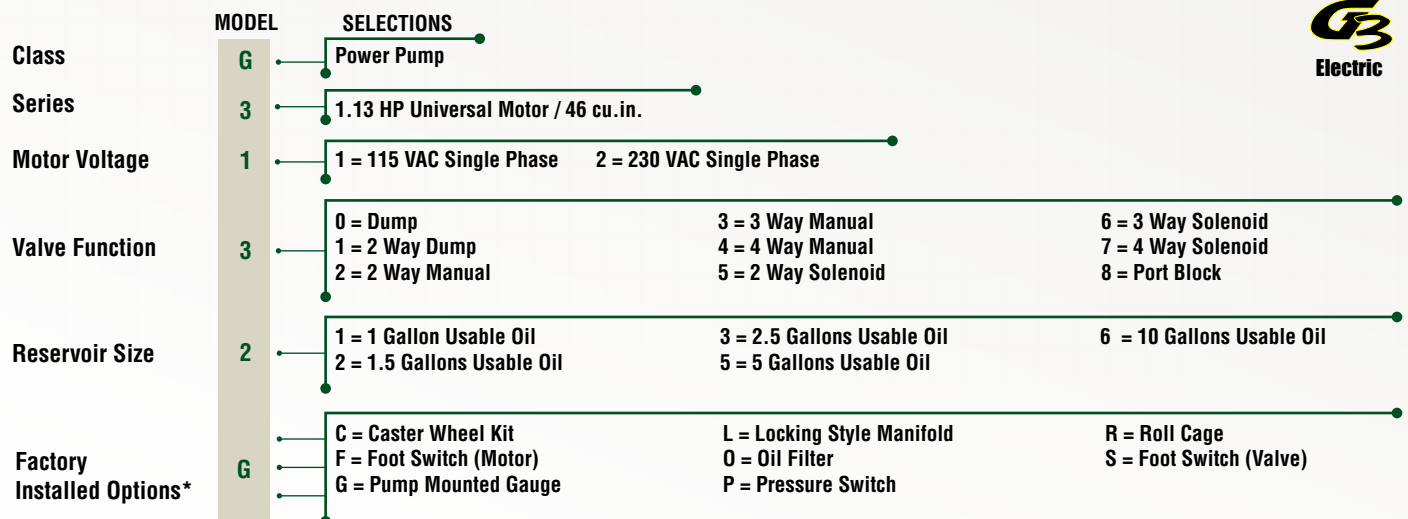 MODEL SELECTIONS
G3
Electric
Class G Power Pump
Series 3 1.13 HP Universal Motor / 46 cu.in.
Motor Voltage 1 1 = 115 VAC Single Phase 2 = 230 VAC Single Phase
0 = Dump 3 = 3 Way Manual 6 = 3 Way Solenoid
Valve Function 3 1 = 2 Way Dump 4 = 4 Way Manual 7 = 4 Way Solenoid
2 = 2 Way Manual 5 = 2 Way Solenoid 8 = Port Block
1 = 1 Gallon Usable Oil 3 = 2.5 Gallons Usable Oil 6 = 10 Gallons Usable Oil
Reservoir Size 2 2 = 1.5 Gallons Usable Oil 5 = 5 Gallons Usable Oil
C = Caster Wheel Kit L = Locking Style Manifold R = Roll Cage
Factory G F = Foot Switch (Motor) O = Oil Filter S = Foot Switch (Valve)
Installed Options* G = Pump Mounted Gauge P = Pressure Switch